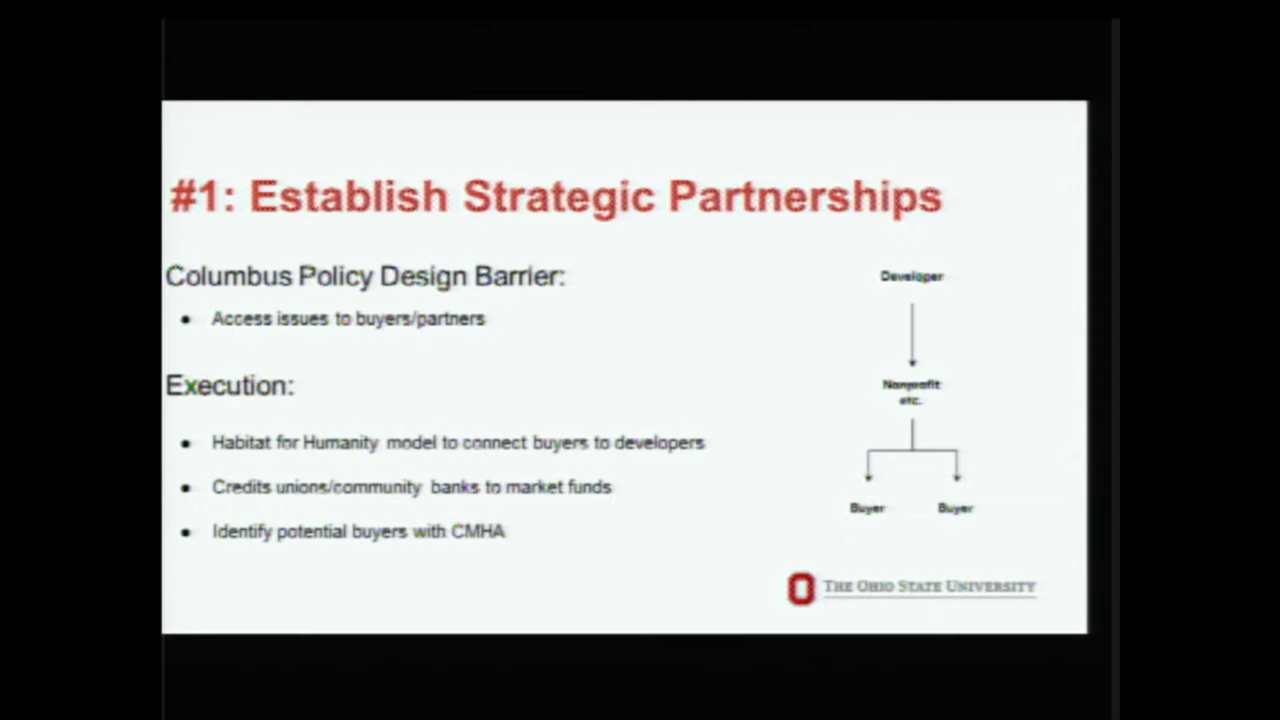 #1: Establish Strategic Partnerships
Columbus Policy Design Barrier:
Access issues to buyers/partners
Execution:
Habitat for Humanity model to connect buyers to developers
Credits unions/community banks to market funds
Identify potential buyers with CMHA
Developer
Nonprofit
etc.
Buyer
Buyer
THE OHIO STATE UNIVERSITY